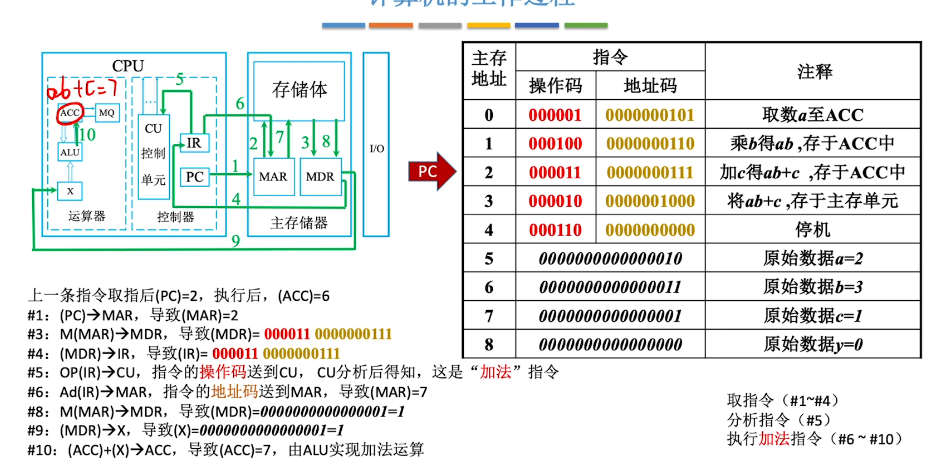 计算机的工作过程
CPU
ab+c=7
ACC
MQ
10
ALU
X
运算器
5
CU
控制
单元
IR
PC
控制器
6
1
4
9
存储体
2
7
3
8
MAR
MDR
主存储器
I/O
PC
主存地址 指令 注释
操作码 地址码
0 000001 0000000101 取数a至ACC
1 000100 0000000110 乘b得ab ,存于ACC中
2 000011 0000000111 加c得ab+c ,存于ACC中
3 000010 0000001000 将ab+c ,存于主存单元
4 000110 0000000000 停机
5 0000000000000010 原始数据a=2
6 0000000000000011 原始数据b=3
7 0000000000000001 原始数据c=1
8 0000000000000000 原始数据y=0
上一条指令取指后(PC)=2，执行后，(ACC)=6
#1：(PC)→MAR，导致(MAR)=2
#3：M(MAR)→MDR，导致(MDR)= 000011 0000000111
#4：(MDR)→IR，导致(IR)= 000011 0000000111
#5：OP(IR)→CU，指令的操作码送到CU， CU分析后得知，这是“加法”指令
#6：Ad(IR)→MAR，指令的地址码送到MAR，导致(MAR)=7
#8：M(MAR)→MDR，导致(MDR)=0000000000000001=1
#9：(MDR)→X，导致(X)=0000000000000001=1
#10：(ACC)+(X)→ACC，导致(ACC)=7，由ALU实现加法运算
取指令（#1~#4）
分析指令（#5）
执行加法指令（#6 ~ #10）